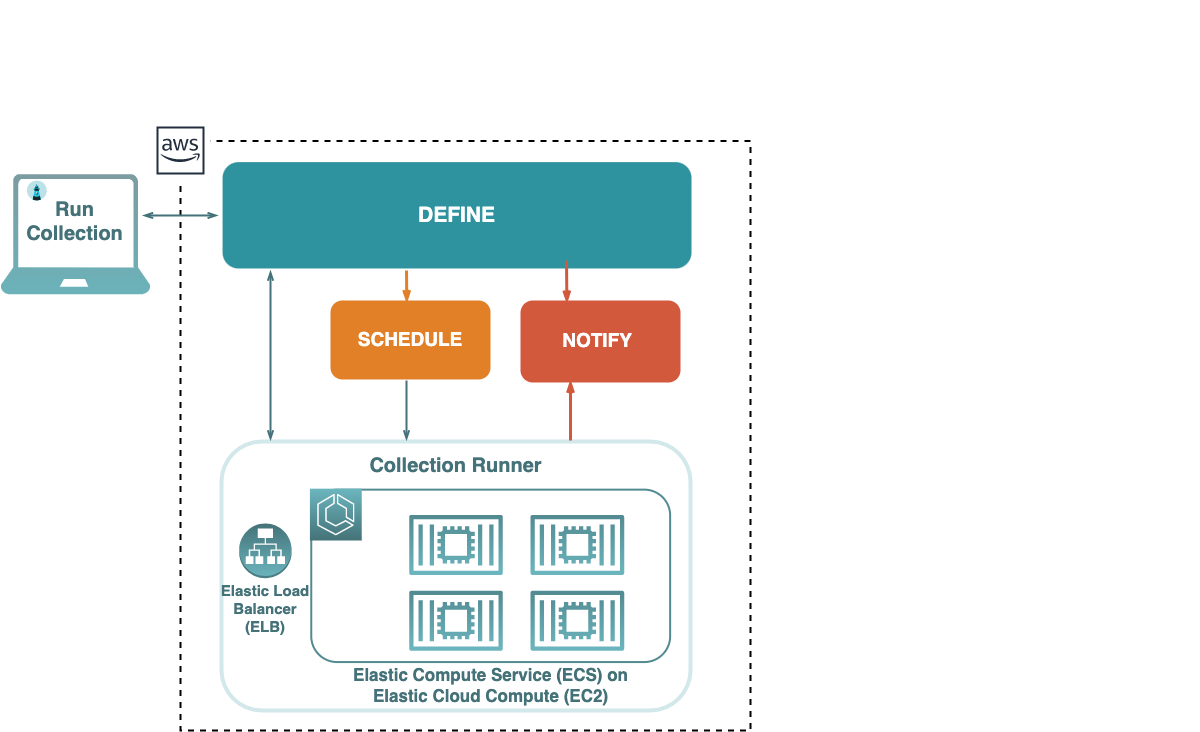 aws
Run
Collection
DEFINE
SCHEDULE
NOTIFY
Collection Runner
Elastic Load
Balancer
(ELB)
Elastic Compute Service (ECS) on
Elastic Cloud Compute (EC2)